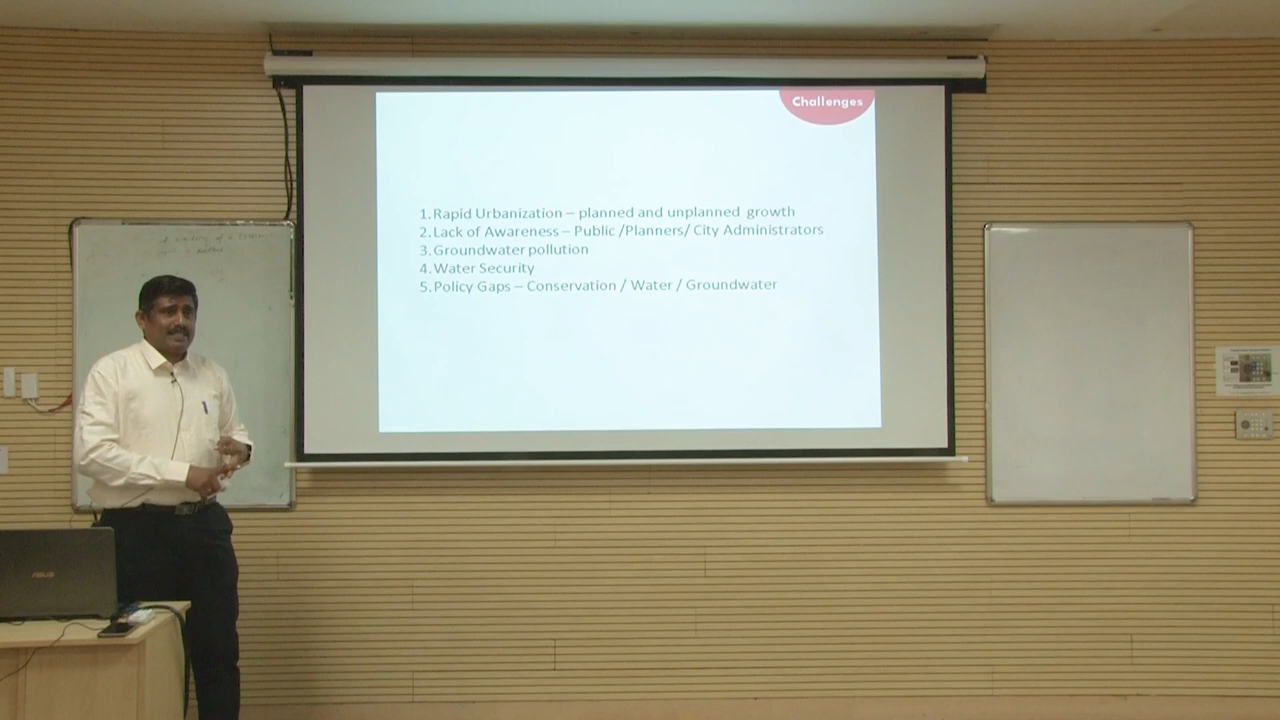 Challenges
1. Rapid Urbanization – planned and unplanned growth
2. Lack of Awareness – Public /Planners/ City Administrators
3. Groundwater pollution
4. Water Security
5. Policy Gaps – Conservation / Water / Groundwater
ASUS